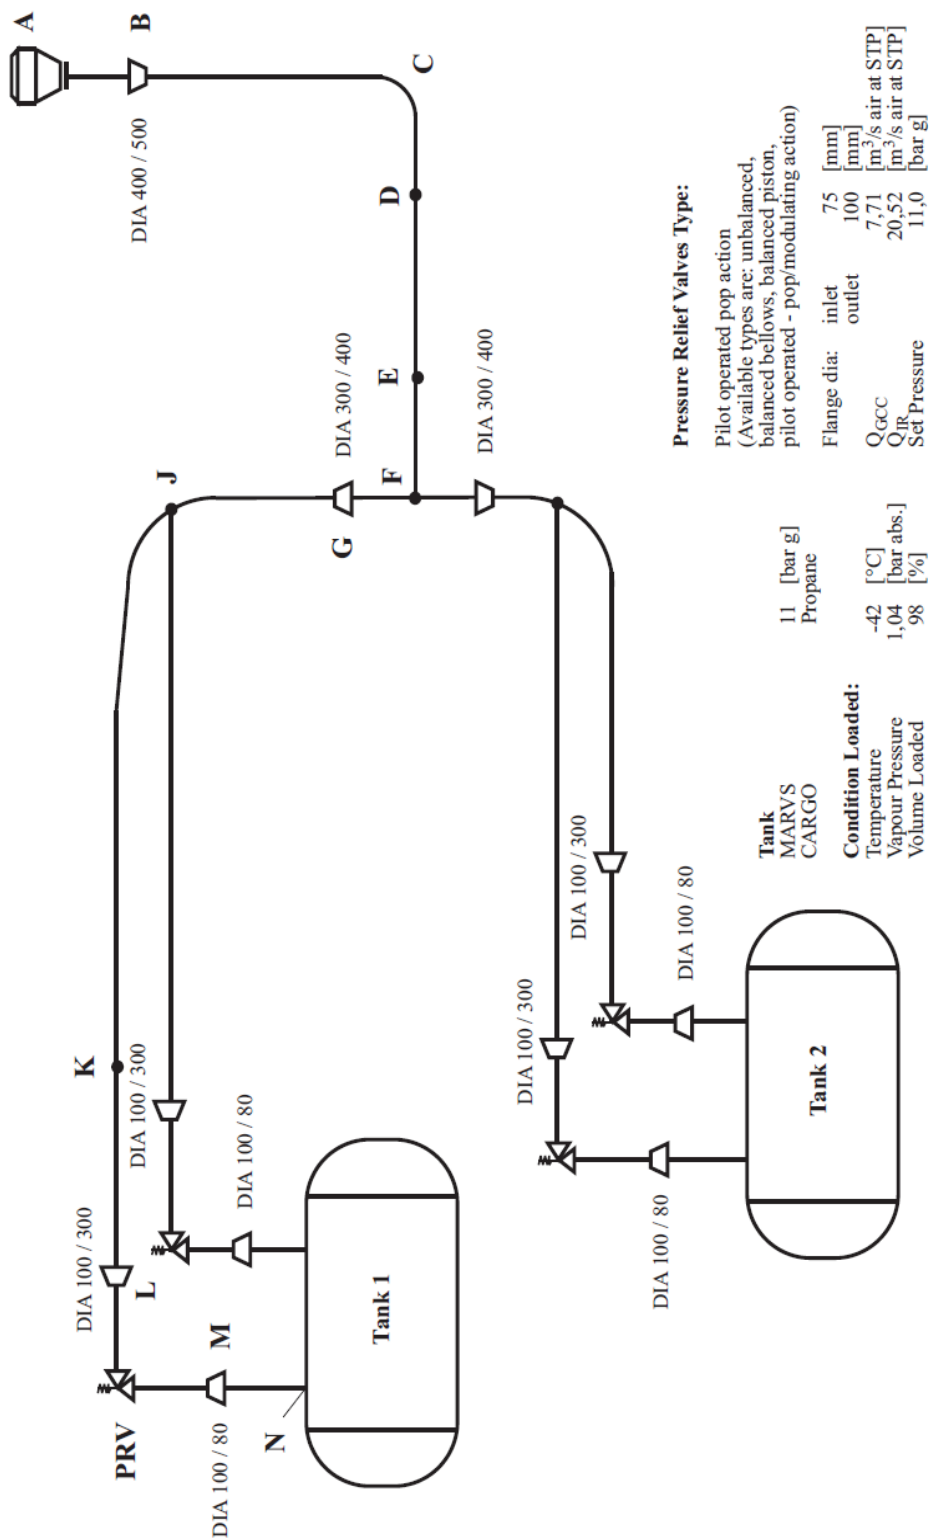 A
B
DIA 400 / 500
C
D
E
F
DIA 300 / 400
DIA 300 / 400
G
J
K
DIA 100 / 300
DIA 100 / 300
L
DIA 100 / 80
M
PRV
DIA 100 / 80
N
Tank 1
DIA 100 / 300
DIA 100 / 300
DIA 100 / 80
DIA 100 / 80
Tank 2
Tank
MARVS 11 [bar g]
CARGO Propane
Condition Loaded:
Temperature -42 [°C]
Vapour Pressure 1,04 [bar abs.]
Volume Loaded 98 [%]
Pressure Relief Valves Type:
Pilot operated pop action
(Available types are: unbalanced,
balanced bellows, balanced piston,
pilot operated - pop/modulating action)
Flange dia: inlet 75 [mm]
outlet 100 [mm]
Q_GCC 7,71 [m³/s air at STP]
Q_IR 20,52 [m³/s air at STP]
Set Pressure 11,0 [bar g]